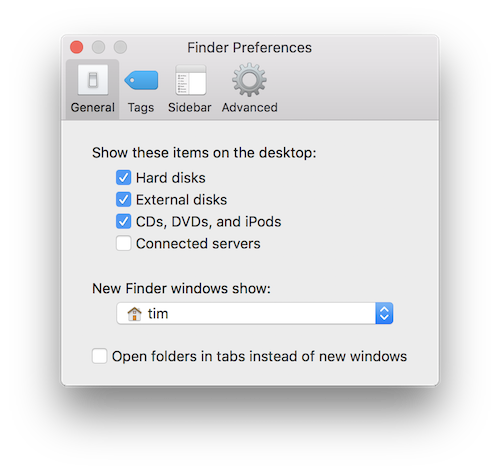 Finder Preferences
General Tags Sidebar Advanced
Show these items on the desktop:
Hard disks
External disks
CDs, DVDs, and iPods
Connected servers
New Finder windows show:
tim
Open folders in tabs instead of new windows